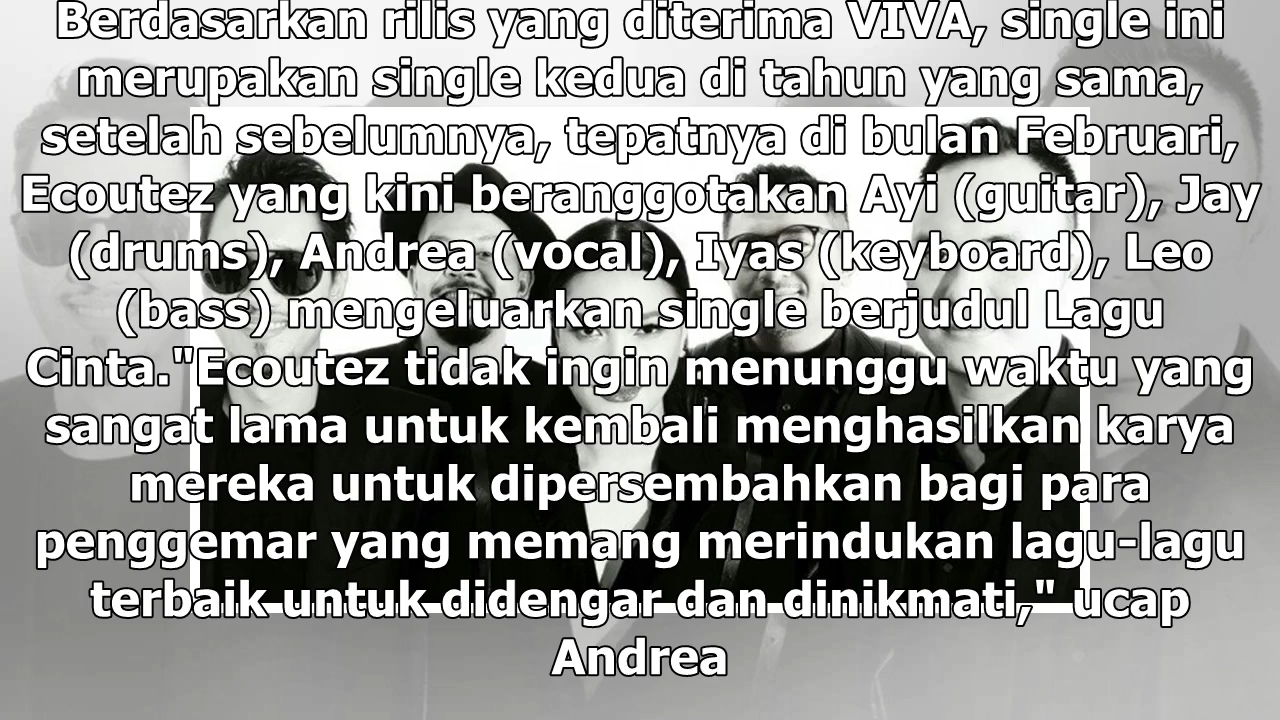 Berdasarkan rilis yang diterima VIVA, single ini
merupakan single kedua di tahun yang sama,
setelah sebelumnya, tepatnya di bulan Februari,
Ecoutez yang kini beranggotakan Ayi (guitar), Jay
(drums), Andrea (vocal), Iyas (keyboard), Leo
(bass) mengeluarkan single berjudul Lagu
Cinta."Ecoutez tidak ingin menunggu waktu yang
sangat lama untuk kembali menghasilkan karya
mereka untuk dipersembahkan bagi para
penggemar yang memang merindukan lagu-lagu
terbaik untuk didengar dan dinikmati," ucap
Andrea